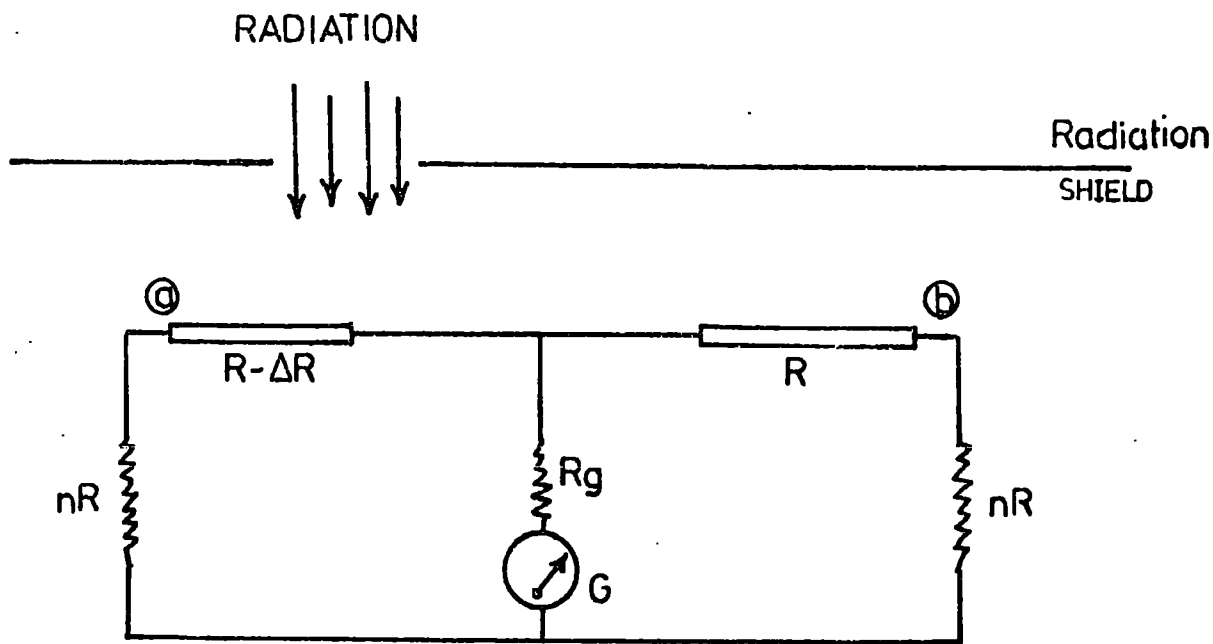 RADIATION
Radiation
SHIELD
ⓐ
ⓑ
R-ΔR
R
nR
Rg
nR
G